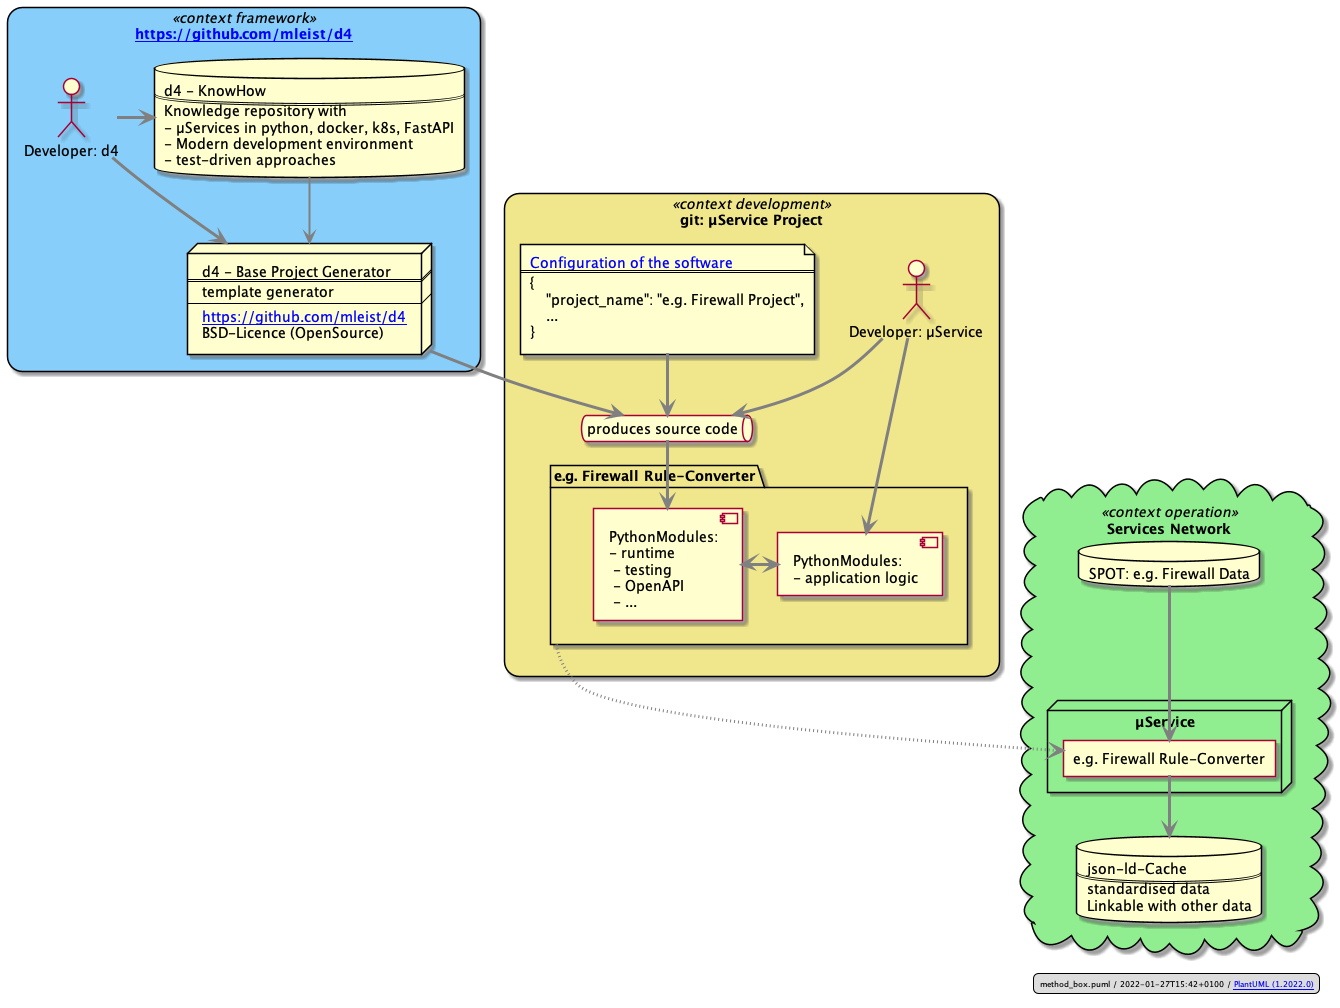 «context framework»
https://github.com/mleist/d4
d4 - KnowHow
Knowledge repository with
- µServices in python, docker, k8s, FastAPI
- Modern development environment
- test-driven approaches
Developer: d4
d4 - Base Project Generator
template generator
https://github.com/mleist/d4
BSD-Licence (OpenSource)
«context development»
git: µService Project
Configuration of the software
{
"project_name": "e.g. Firewall Project",
...
}
Developer: µService
produces source code
e.g. Firewall Rule-Converter
PythonModules:
- runtime
- testing
- OpenAPI
- ...
PythonModules:
- application logic
«context operation»
Services Network
SPOT: e.g. Firewall Data
µService
e.g. Firewall Rule-Converter
json-ld-Cache
standardised data
Linkable with other data
method_box.puml / 2022-01-27T15:42+0100 / PlantUML (1.2022.0)